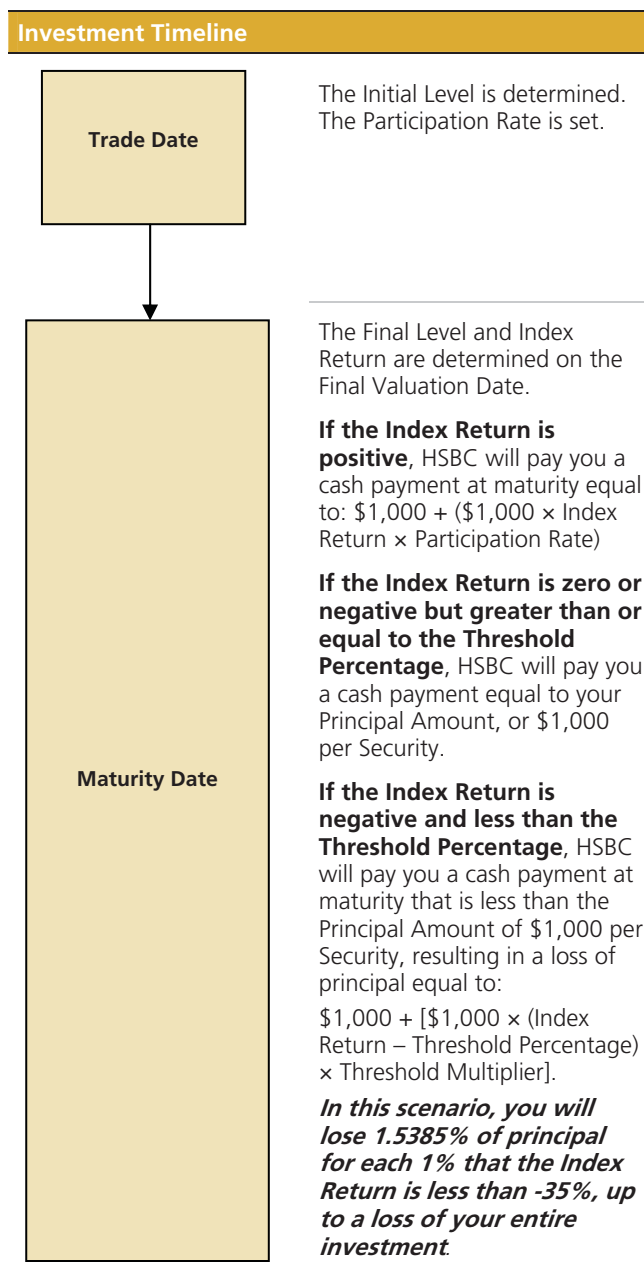 Investment Timeline
Trade Date
The Initial Level is determined.
The Participation Rate is set.
Maturity Date
The Final Level and Index
Return are determined on the
Final Valuation Date.
If the Index Return is
positive, HSBC will pay you a
cash payment at maturity equal
to: $1,000 + ($1,000 × Index
Return × Participation Rate)
If the Index Return is zero or
negative but greater than or
equal to the Threshold
Percentage, HSBC will pay you
a cash payment equal to your
Principal Amount, or $1,000
per Security.
If the Index Return is
negative and less than the
Threshold Percentage, HSBC
will pay you a cash payment at
maturity that is less than the
Principal Amount of $1,000 per
Security, resulting in a loss of
principal equal to:
$1,000 + [$1,000 × (Index
Return – Threshold Percentage)
× Threshold Multiplier].
In this scenario, you will
lose 1.5385% of principal
for each 1% that the Index
Return is less than -35%, up
to a loss of your entire
investment.